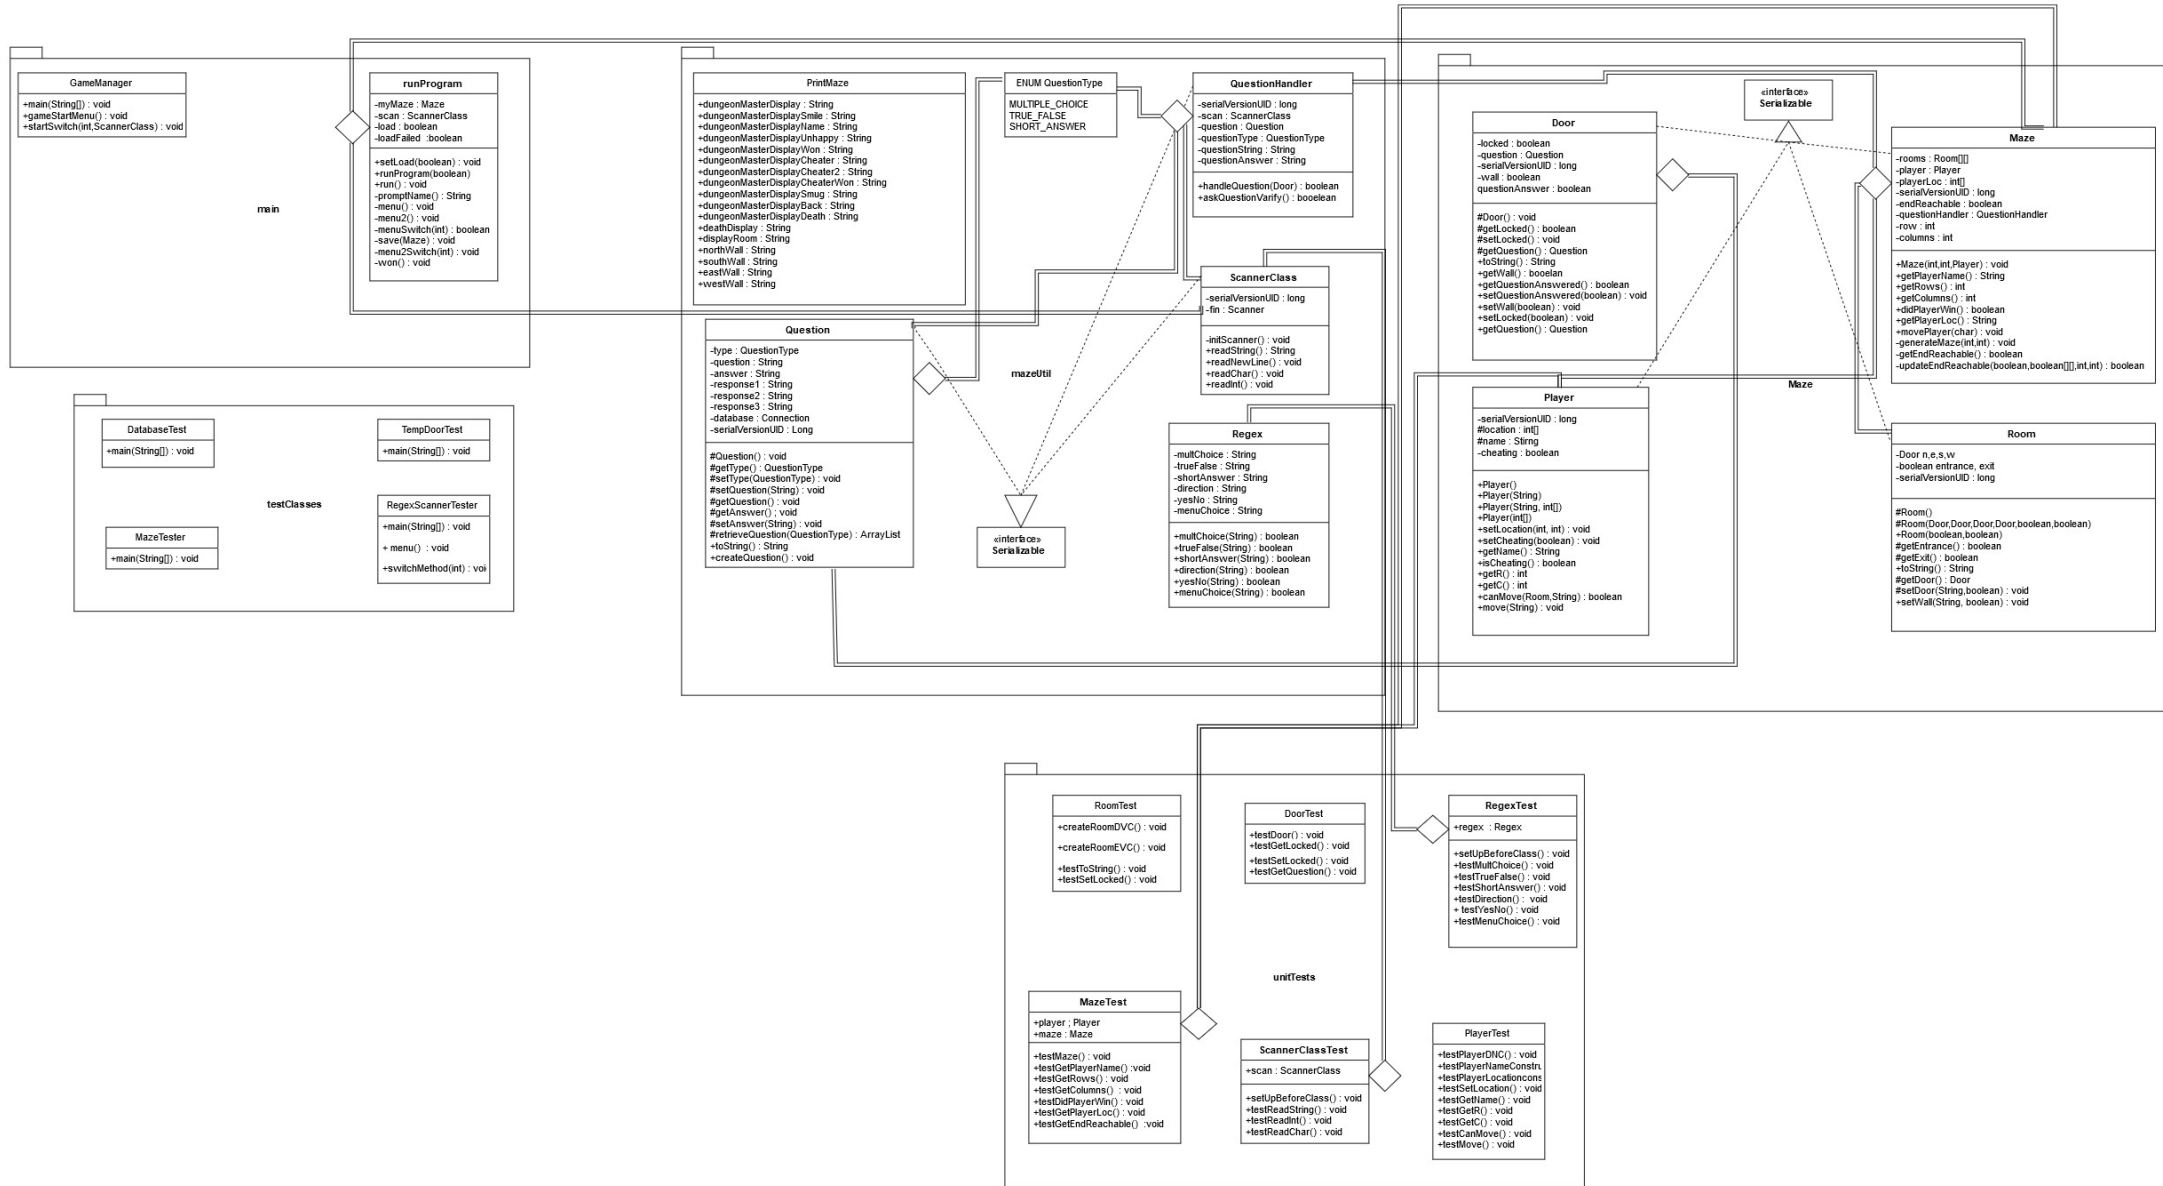 GameManager
+main(String[]) : void
+gameStartMenu() : void
+startSwitch(int,ScannerClass) : void
runProgram
-myMaze : Maze
-scan : ScannerClass
-load : boolean
-loadFailed :boolean
+setLoad(boolean) : void
+runProgram(boolean)
+run() : void
-promptName() : String
-menu() : void
-menu2() : void
-menuSwitch(int) : boolean
-save(Maze) : void
-menu2Switch(int) : void
-won() : void
main
DatabaseTest
+main(String[]) : void
TempDoorTest
+main(String[]) : void
testClasses
MazeTester
+main(String[]) : void
RegexScannerTester
+main(String[]) : void
+ menu() : void
+switchMethod(int) : voi
PrintMaze
+dungeonMasterDisplay : String
+dungeonMasterDisplaySmile : String
+dungeonMasterDisplayName : String
+dungeonMasterDisplayUnhappy : String
+dungeonMasterDisplayWon : String
+dungeonMasterDisplayCheater : String
+dungeonMasterDisplayCheater2 : String
+dungeonMasterDisplayCheaterWon : String
+dungeonMasterDisplaySmug : String
+dungeonMasterDisplayBack : String
+dungeonMasterDisplayDeath : String
+deathDisplay : String
+displayRoom : String
+northWall : String
+southWall : String
+eastWall : String
+westWall : String
ENUM QuestionType
MULTIPLE_CHOICE
TRUE_FALSE
SHORT_ANSWER
QuestionHandler
-serialVersionUID : long
-scan : ScannerClass
-question : Question
-questionType : QuestionType
-questionString : String
-questionAnswer : String
+handleQuestion(Door) : boolean
+askQuestionVarify() : booelean
ScannerClass
-serialVersionUID : long
-fin : Scanner
-initScanner() : void
+readString() : String
+readNewLine() : void
+readChar() : void
+readInt() : void
Question
-type : QuestionType
-question : String
-answer : String
-response1 : String
-response2 : String
-response3 : String
-database : Connection
-serialVersionUID : Long
#Question() : void
#getType() : QuestionType
#setType(QuestionType) : void
#setQuestion(String) : void
#getQuestion() : void
#getAnswer() ; void
#setAnswer(String) : void
#retrieveQuestion(QuestionType) : ArrayList
+toString() : String
+createQuestion() : void
mazeUtil
«interface»
Serializable
Regex
-multChoice : String
-trueFalse : String
-shortAnswer : String
-direction : String
-yesNo : String
-menuChoice : String
+multChoice(String) : boolean
+trueFalse(String) : boolean
+shortAnswer(String) : boolean
+direction(String) : boolean
+yesNo(String) : boolean
+menuChoice(String) : boolean
Door
-locked : boolean
-question : Question
-serialVersionUID : long
-wall : boolean
questionAnswer : boolean
#Door() : void
#getLocked() : boolean
#setLocked() : void
#getQuestion() : Question
+toString() : String
+getWall() : booelan
+getQuestionAnswered() : boolean
+setQuestionAnswered(boolean) : void
+setWall(boolean) : void
+setLocked(boolean) : void
+getQuestion() : Question
«interface»
Serializable
Maze
-rooms : Room[][]
-player : Player
-playerLoc : int[]
-serialVersionUID : long
-endReachable : boolean
-questionHandler : QuestionHandler
-row : int
-columns : int
+Maze(int,int,Player) : void
+getPlayerName() : String
+getRows() : int
+getColumns() : int
+didPlayerWin() : boolean
+getPlayerLoc() : String
+movePlayer(char) : void
-generateMaze(int,int) : void
-getEndReachable() : boolean
-updateEndReachable(boolean,boolean[][],int,int) : boolean
Maze
Player
-serialVersionUID : long
#location : int[]
#name : Stirng
-cheating : boolean
+Player()
+Player(String)
+Player(String, int[])
+Player(int[])
+setLocation(int, int) : void
+setCheating(boolean) : void
+getName() : String
+isCheating() : boolean
+getR() : int
+getC() : int
+canMove(Room,String) : boolean
+move(String) : void
Room
-Door n,e,s,w
-boolean entrance, exit
-serialVersionUID : long
#Room()
#Room(Door,Door,Door,Door,boolean,boolean)
+Room(boolean,boolean)
#getEntrance() : boolean
#getExit() : boolean
+toString() : String
#getDoor() : Door
#setDoor(String,boolean) : void
+setWall(String, boolean) : void
RoomTest
+createRoomDVC() : void
+createRoomEVC() : void
+testToString() : void
+testSetLocked() : void
DoorTest
+testDoor() : void
+testGetLocked() : void
+testSetLocked() : void
+testGetQuestion() : void
RegexTest
+regex : Regex
+setUpBeforeClass() : void
+testMultChoice() : void
+testTrueFalse() : void
+testShortAnswer() : void
+testDirection() : void
+ testYesNo() : void
+testMenuChoice() : void
unitTests
MazeTest
+player ; Player
+maze : Maze
+testMaze() : void
+testGetPlayerName() :void
+testGetRows() : void
+testGetColumns() : void
+testDidPlayerWin() : void
+testGetPlayerLoc() : void
+testGetEndReachable() :void
ScannerClassTest
+scan : ScannerClass
+setUpBeforeClass() : void
+testReadString() : void
+testReadInt() : void
+testReadChar() : void
PlayerTest
+testPlayerDNC() : void
+testPlayerNameConstru
+testPlayerLocationcons
+testSetLocation() : void
+testGetName() : void
+testGetR() : void
+testGetC() : void
+testCanMove() : void
+testMove() : void